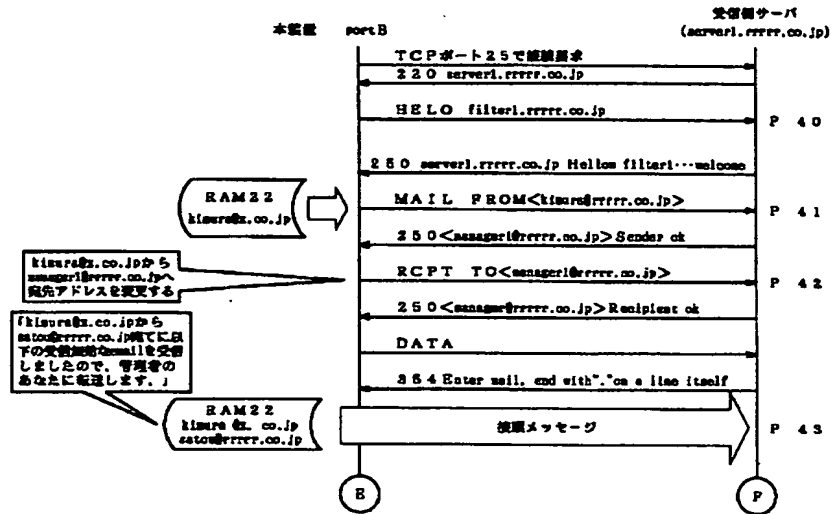 本装置 portB 受信側サーバ
(server1.rrrrr.co.jp)
TCPポート25で接続要求
220 server1.rrrrr.co.jp
HELO filter1.rrrrr.co.jp
P 40
250 server1.rrrrr.co.jp Hellow filter1…welcome
RAM22
kimura@z.co.jp
MAIL FROM<kimura@rrrrr.co.jp>
P 41
250<manager1@rrrrr.co.jp>Sender ok
kimura@z.co.jpから
manager1@rrrrr.co.jpへ
宛先アドレスを変更する
RCPT TO<manager1@rrrrr.co.jp>
P 42
250<manager@rrrrr.co.jp>Recipient ok
「kimura@z.co.jpから
satou@rrrrr.co.jp宛てに以
下の受信拒否なemailを受信
しましたので、管理者の
あなたに転送します。」
DATA
354 Enter mail, end with"."on a line itself
RAM22
kimura @z. co.jp
satou@rrrrr.co.jp
メッセージ
P 43
E
F